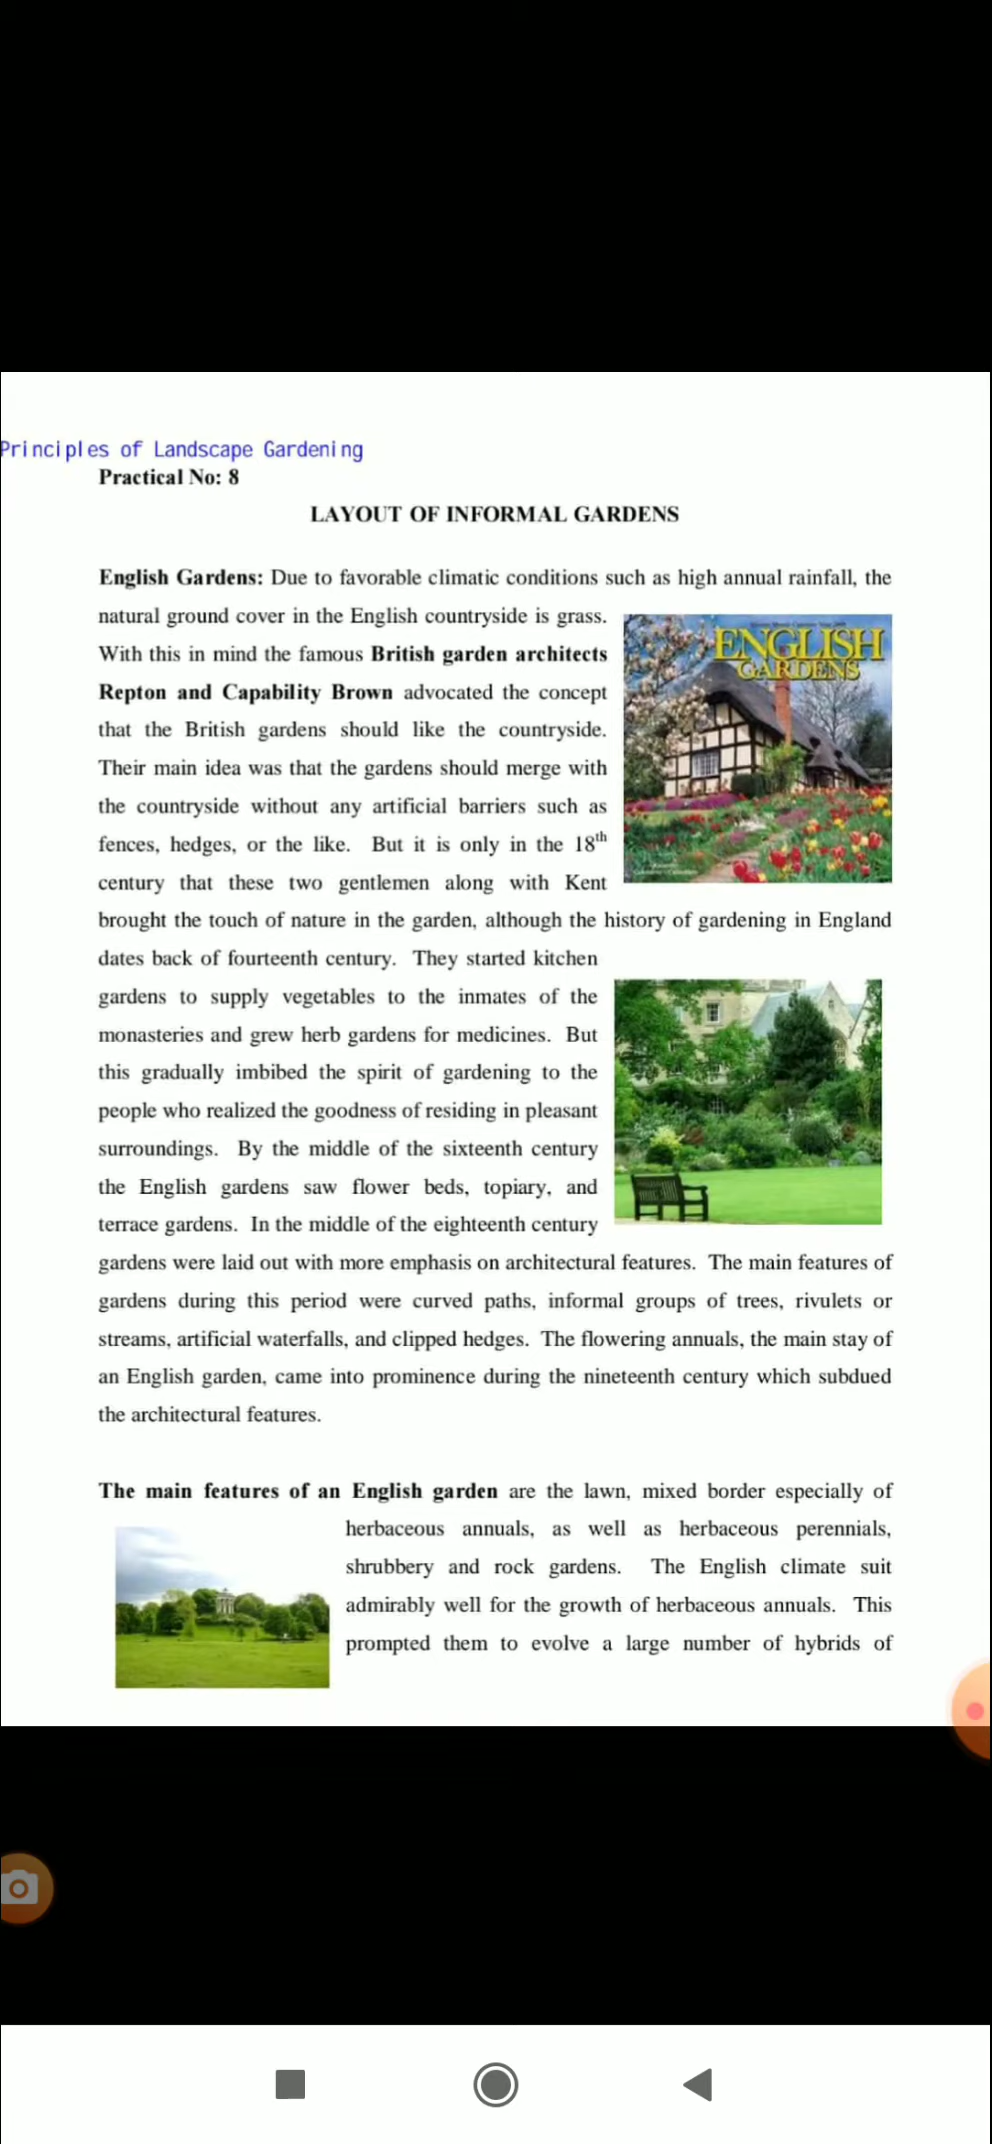 Principles of Landscape Gardening
Practical No: 8
LAYOUT OF INFORMAL GARDENS
English Gardens: Due to favorable climatic conditions such as high annual rainfall, the
natural ground cover in the English countryside is grass.
With this in mind the famous British garden architects
Repton and Capability Brown advocated the concept
that the British gardens should like the countryside.
Their main idea was that the gardens should merge with
the countryside without any artificial barriers such as
fences, hedges, or the like. But it is only in the 18th
century that these two gentlemen along with Kent
ENGLISH
GARDENS
brought the touch of nature in the garden, although the history of gardening in England
dates back of fourteenth century. They started kitchen
gardens to supply vegetables to the inmates of the
monasteries and grew herb gardens for medicines. But
this gradually imbibed the spirit of gardening to the
people who realized the goodness of residing in pleasant
surroundings. By the middle of the sixteenth century
the English gardens saw flower beds, topiary, and
terrace gardens. In the middle of the eighteenth century
gardens were laid out with more emphasis on architectural features. The main features of
gardens during this period were curved paths, informal groups of trees, rivulets or
streams, artificial waterfalls, and clipped hedges. The flowering annuals, the main stay of
an English garden, came into prominence during the nineteenth century which subdued
the architectural features.
The main features of an English garden are the lawn, mixed border especially of
herbaceous annuals, as well as herbaceous perennials,
shrubbery and rock gardens. The English climate suit
admirably well for the growth of herbaceous annuals. This
prompted them to evolve a large number of hybrids of